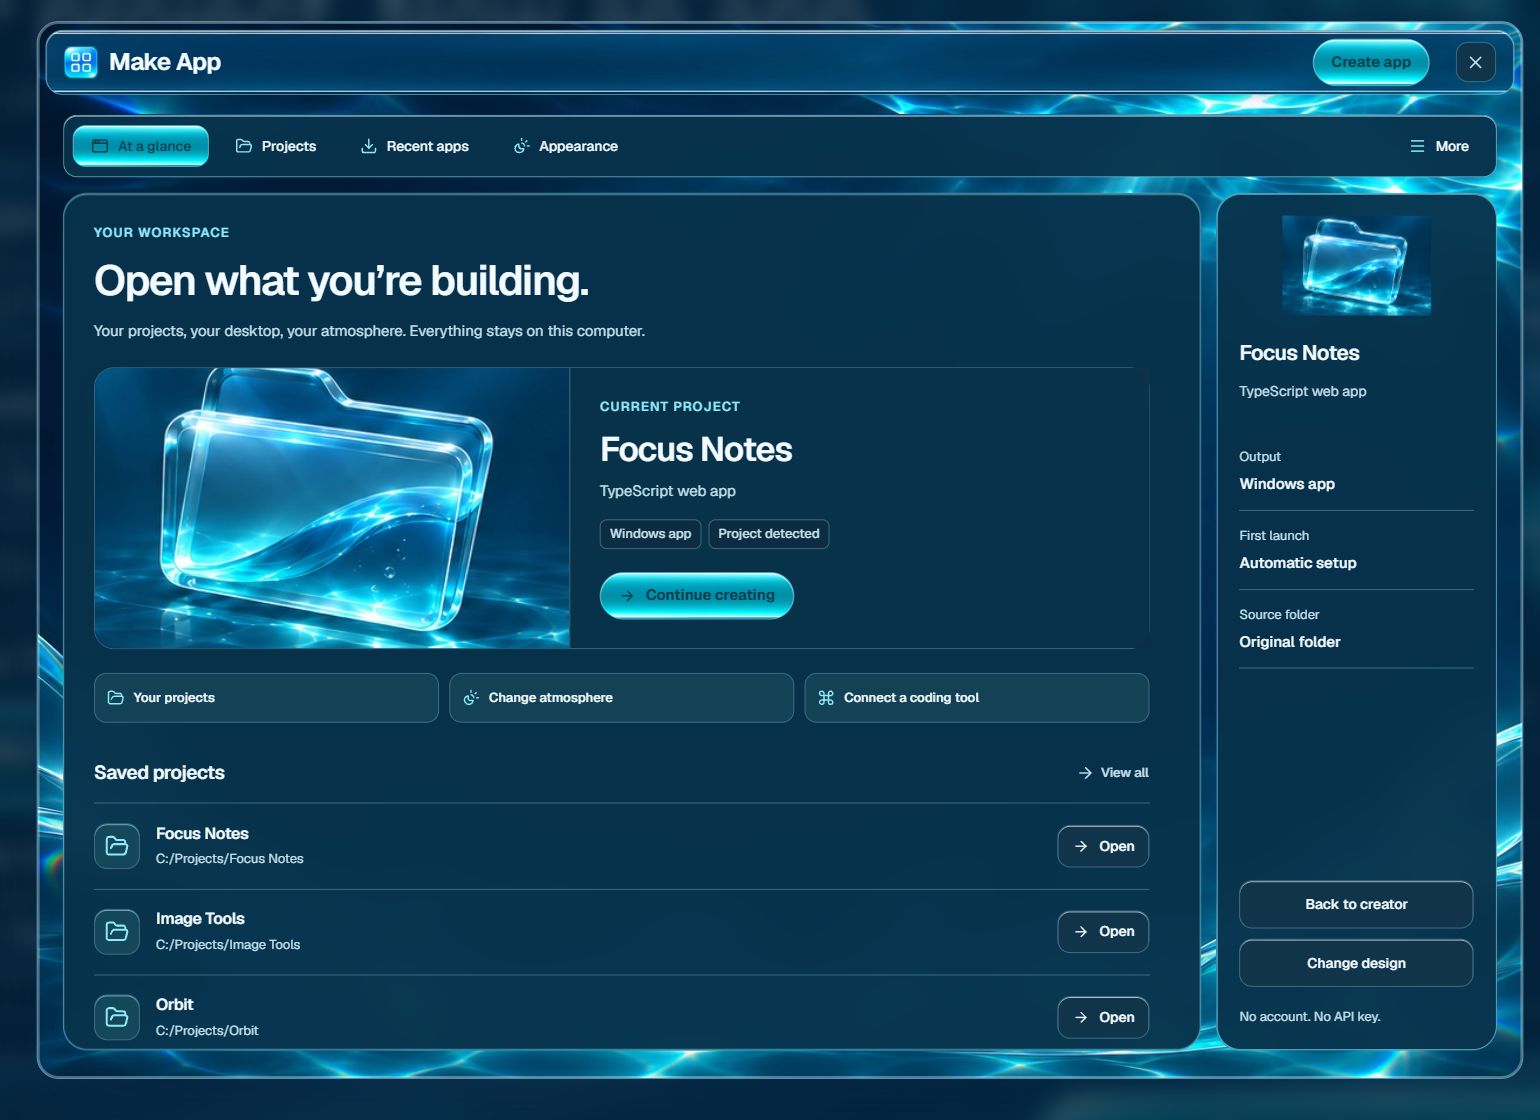 Make App
Create app
At a glance
Projects
Recent apps
Appearance
More
YOUR WORKSPACE
Open what you’re building.
Your projects, your desktop, your atmosphere. Everything stays on this computer.
CURRENT PROJECT
Focus Notes
TypeScript web app
Windows app
Project detected
Continue creating
Your projects
Change atmosphere
Connect a coding tool
Saved projects
View all
Focus Notes
C:/Projects/Focus Notes
Open
Image Tools
C:/Projects/Image Tools
Open
Orbit
C:/Projects/Orbit
Open
Focus Notes
TypeScript web app
Output
Windows app
First launch
Automatic setup
Source folder
Original folder
Back to creator
Change design
No account. No API key.